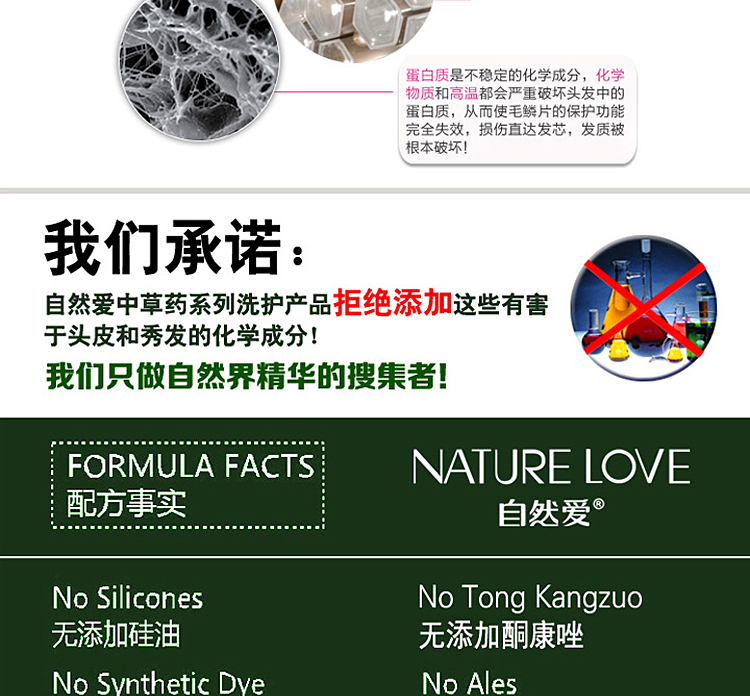 蛋白质是不稳定的化学成分，化学
物质和高温都会严重破坏头发中的
蛋白质，从而使毛鳞片的保护功能
完全失效，损伤直达发芯，发质被
根本破坏！
我们承诺：
自然爱中草药系列洗护产品拒绝添加这些有害
于头皮和秀发的化学成分！
我们只做自然界精华的搜集者！
FORMULA FACTS
配方事实
NATURE LOVE
自然爱®
No Silicones
无添加硅油
No Tong Kangzuo
无添加酮康唑
No Synthetic Dye
No Ales